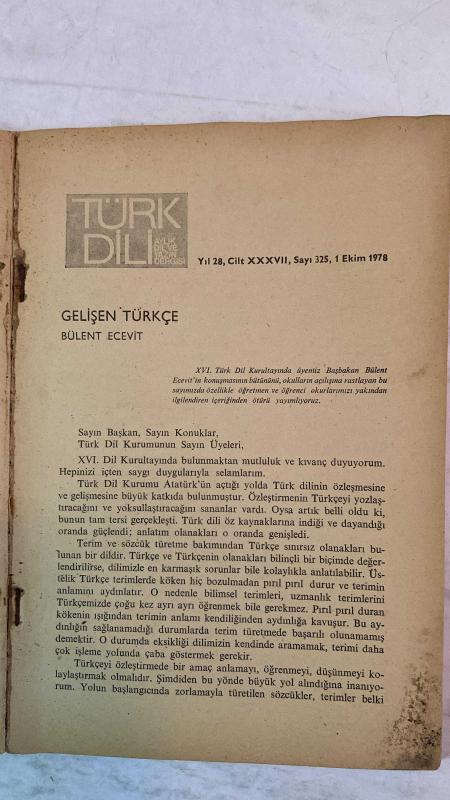 TÜRK
DİLİ
AYLIK
DİL VE
YAZIN
DERGİSİ
Yıl 28, Cilt XXXVII, Sayı 325, 1 Ekim 1978
GELİŞEN TÜRKÇE
BÜLENT ECEVİT
XVI. Türk Dil Kurultayında üyemiz Başbakan Bülent
Ecevit'in konuşmasının bütününü, okulların açılışına rastlayan bu
sayımızda özellikle öğretmen ve öğrenci okurlarımızı yakından
ilgilendiren içeriğinden ötürü yayımlıyoruz.
Sayın Başkan, Sayın Konuklar,
Türk Dil Kurumunun Sayın Üyeleri,
XVI. Dil Kurultayında bulunmaktan mutluluk ve kıvanç duyuyorum.
Hepinizi içten saygı duygularıyla selamlarım.
Türk Dil Kurumu Atatürk'ün açtığı yolda Türk dilinin özleşmesine
ve gelişmesine büyük katkıda bulunmuştur. Özleştirmenin Türkçeyi yozlaş-
tıracağını ve yoksullaştıracağını sananlar vardı. Oysa artık belli oldu ki,
bunun tam tersi gerçekleşti. Türk dili öz kaynaklarına indiği ve dayandığı
oranda güçlendi; anlatım olanakları o oranda genişledi.
Terim ve sözcük türetme bakımından Türkçe sınırsız olanakları bu-
lunan bir dildir. Türkçe ve Türkçenin olanakları bilinçli bir biçimde değer-
lendirilirse, dilimizle en karmaşık sorunlar bile kolaylıkla anlatılabilir. Üs-
telik Türkçe terimlerde köken hiç bozulmadan pırıl pırıl durur ve terimin
anlamını aydınlatır. O nedenle bilimsel terimleri, uzmanlık terimlerini
Türkçemizde çoğu kez ayrı ayrı öğrenmek bile gerekmez. Pırıl pırıl duran
kökenin ışığından terimin anlamı kendiliğinden aydınlığa kavuşur. Bu ay-
dınlığın sağlanamadığı durumlarda terim türetmede başarılı olunamamış
demektir. O durumda eksikliği dilimizin kendinde aramamak, terimi daha
çok işleme yolunda çaba göstermek gerekir.
Türkçeyi özleştirmede bir amaç anlamayı, öğrenmeyi, düşünmeyi ko-
laylaştırmak olmalıdır. Şimdiden bu yönde büyük yol alındığına inanıyo-
rum. Yolun başlangıcında zorlamayla türetilen sözcükler, terimler belki